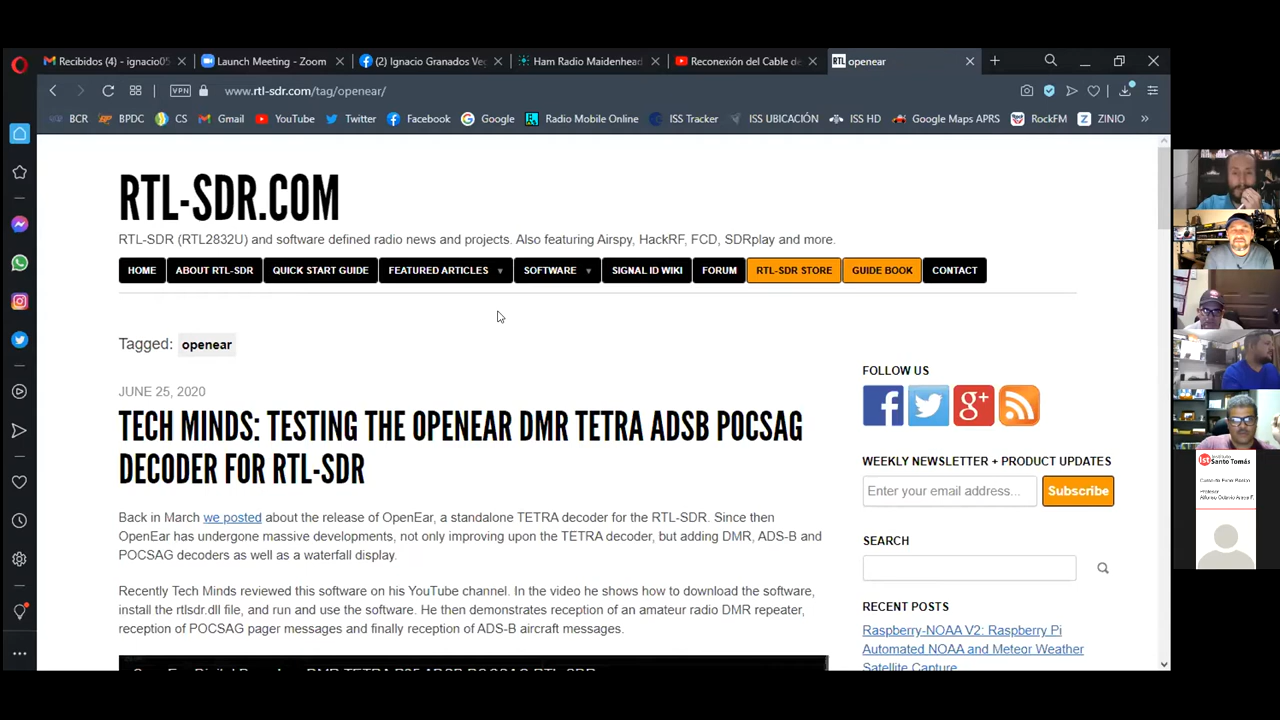 Recibidos (4) - ignacio05
Launch Meeting - Zoom
(2) Ignacio Granados Ve
Ham Radio Maidenhead
Reconexión del Cable de
RTL openear
VPN
www.rtl-sdr.com/tag/openear/
BCR
BPDC
CS
Gmail
YouTube
Twitter
Facebook
Google
Radio Mobile Online
ISS Tracker
ISS UBICACIÓN
ISS HD
Google Maps APRS
RockFM
ZINIO
RTL-SDR.COM
RTL-SDR (RTL2832U) and software defined radio news and projects. Also featuring Airspy, HackRF, FCD, SDRplay and more.
HOME
ABOUT RTL-SDR
QUICK START GUIDE
FEATURED ARTICLES
SOFTWARE
SIGNAL ID WIKI
FORUM
RTL-SDR STORE
GUIDE BOOK
CONTACT
Tagged: openear
JUNE 25, 2020
TECH MINDS: TESTING THE OPENEAR DMR TETRA ADSB POCSAG
DECODER FOR RTL-SDR
Back in March we posted about the release of OpenEar, a standalone TETRA decoder for the RTL-SDR. Since then
OpenEar has undergone massive developments, not only improving upon the TETRA decoder, but adding DMR, ADS-B and
POCSAG decoders as well as a waterfall display.
Recently Tech Minds reviewed this software on his YouTube channel. In the video he shows how to download the software,
install the rtlsdr.dll file, and run and use the software. He then demonstrates reception of an amateur radio DMR repeater,
reception of POCSAG pager messages and finally reception of ADS-B aircraft messages.
FOLLOW US
WEEKLY NEWSLETTER + PRODUCT UPDATES
Enter your email address...
Subscribe
SEARCH
RECENT POSTS
Raspberry-NOAA V2: Raspberry Pi
Automated NOAA and Meteor Weather
Satellite Capture
Santo Tomás